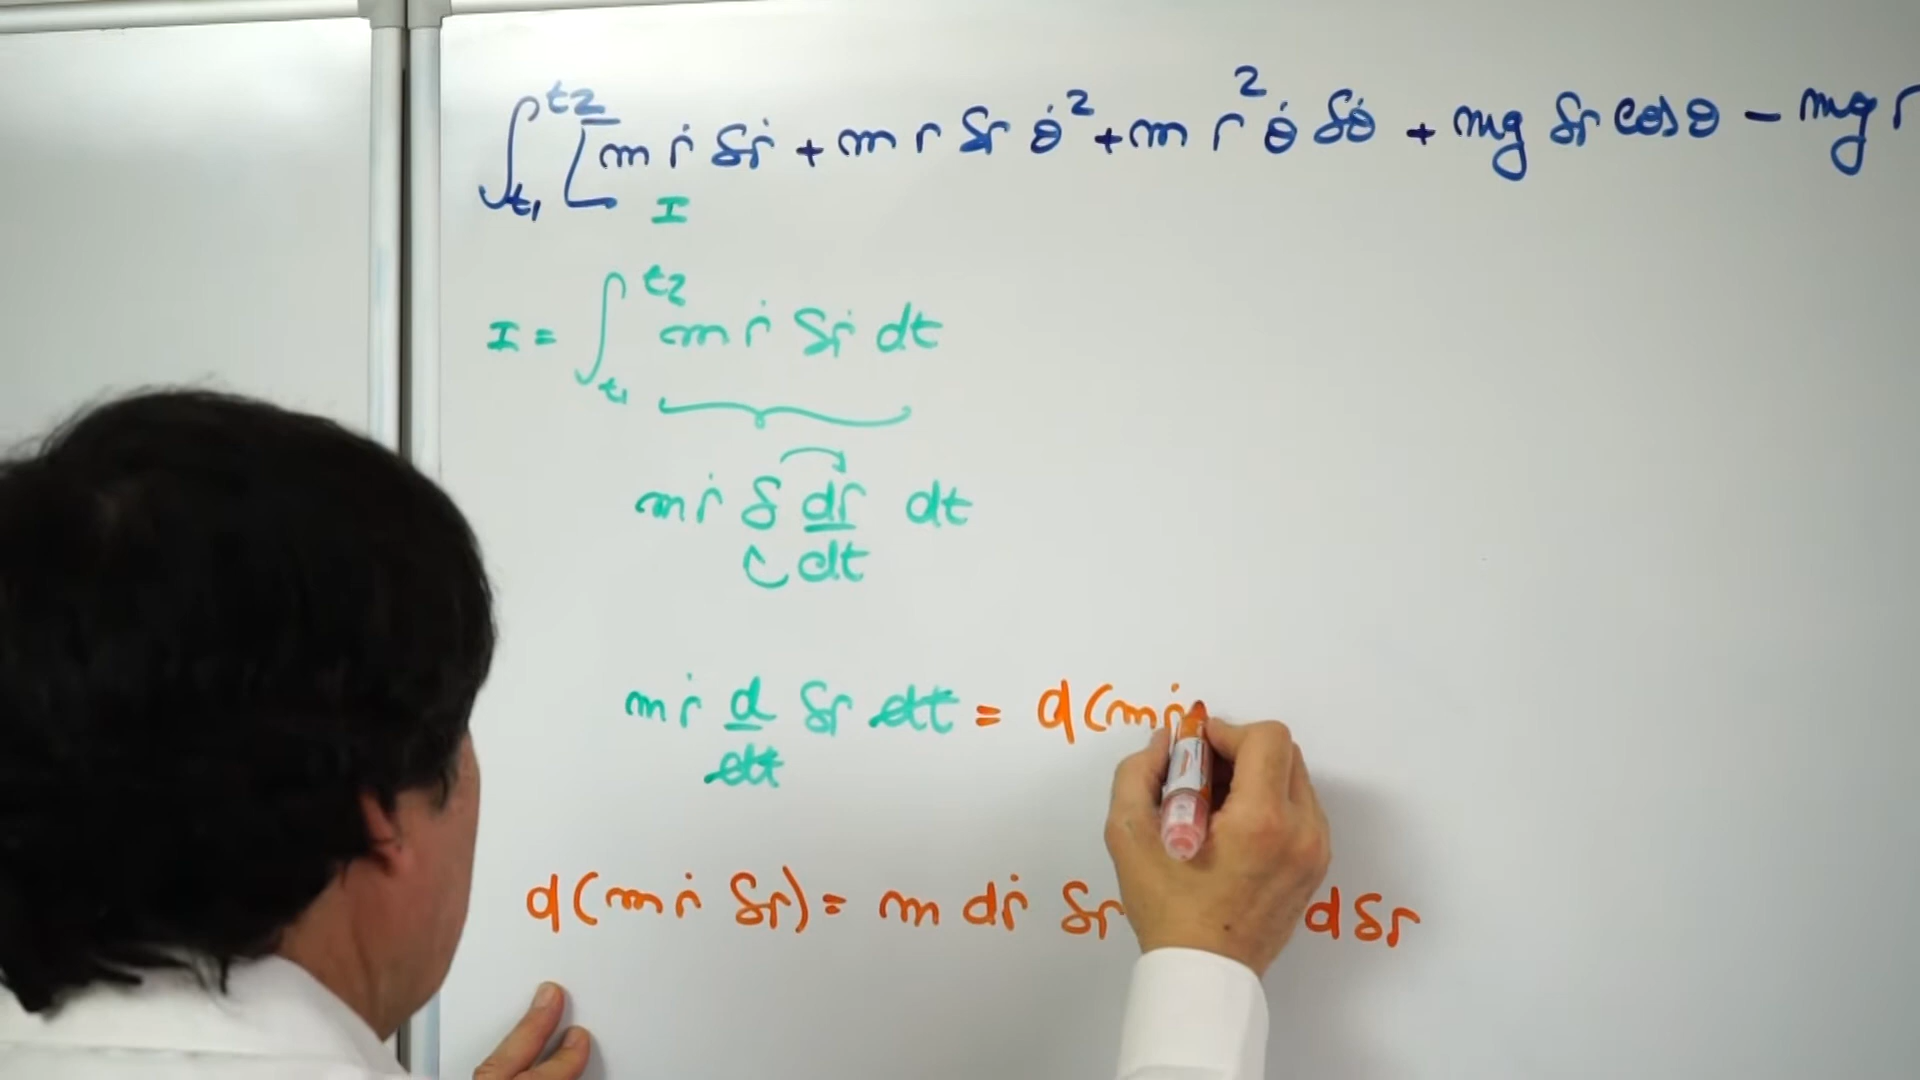 ∫_{t1}^{t2} [m ṙ δṙ + m r δr θ̇² + m r² θ̇ δθ̇ + mg δr cosθ − mg r
I
I = ∫_{t1}^{t2} m ṙ δṙ dt
m ṙ δ dr/dt dt
m ṙ d/dt δr dt = d(m ṙ
d(m ṙ δr) = m dṙ δr d δr